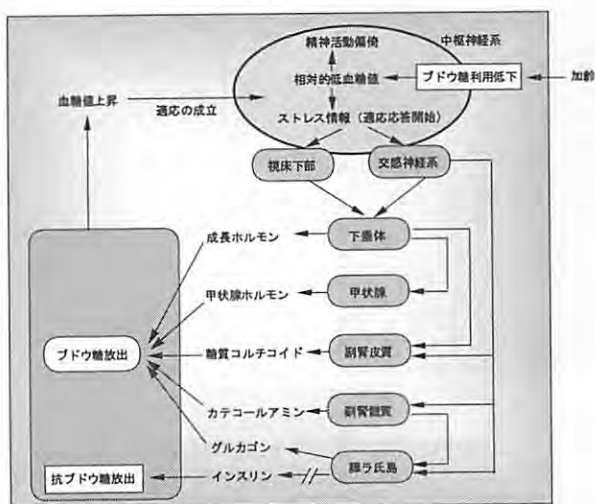 中枢神経系
精神活動偏倚
相対的低血糖値
ブドウ糖利用低下
加齢
血糖値上昇
適応の成立
ストレス情報(適応応答開始)
視床下部
交感神経系
成長ホルモン
下垂体
甲状腺ホルモン
甲状腺
ブドウ糖放出
糖質コルチコイド
副腎皮質
カテコールアミン
副腎髄質
グルカゴン
膵ラ氏島
抗ブドウ糖放出
インスリン